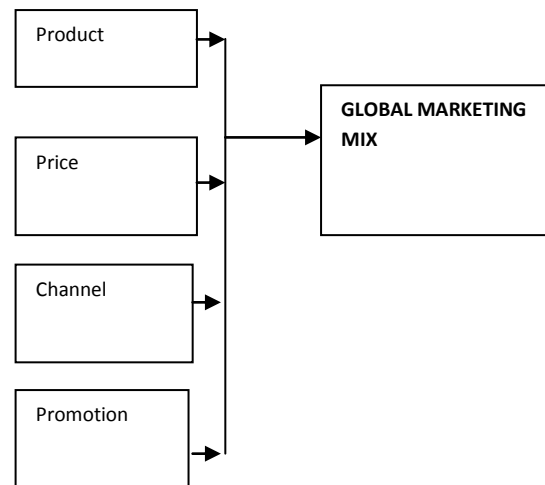 Product
GLOBAL MARKETING
MIX
Price
Channel
Promotion